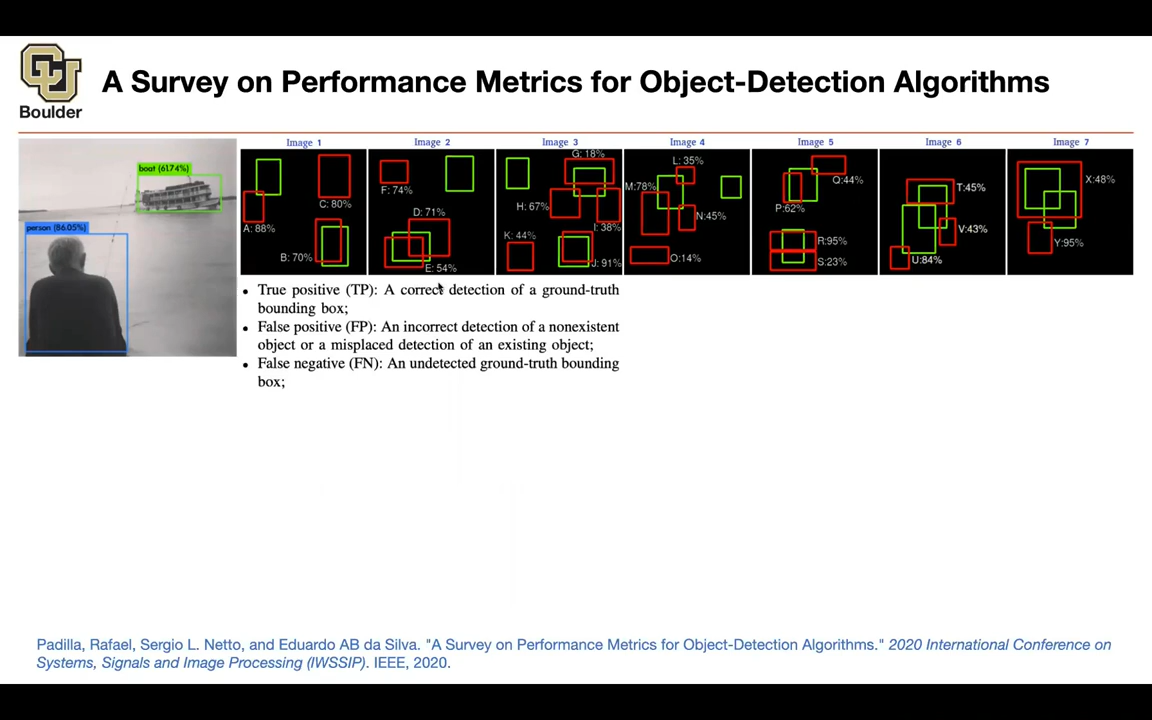 A Survey on Performance Metrics for Object-Detection Algorithms
Boulder
Image 1
Image 2
Image 3
Image 4
Image 5
Image 6
Image 7
boat (61.74%)
person (86.05%)
C: 80%
A: 88%
B: 70%
F: 74%
D: 71%
E: 54%
G: 18%
H: 67%
I: 38%
K: 44%
J: 91%
L: 35%
M:78%
N:45%
O:14%
Q:44%
P:62%
R:95%
S:23%
T:45%
V:43%
U:84%
X:48%
Y:95%
• True positive (TP): A correct detection of a ground-truth
bounding box;
• False positive (FP): An incorrect detection of a nonexistent
object or a misplaced detection of an existing object;
• False negative (FN): An undetected ground-truth bounding
box;
Padilla, Rafael, Sergio L. Netto, and Eduardo AB da Silva. "A Survey on Performance Metrics for Object-Detection Algorithms." 2020 International Conference on
Systems, Signals and Image Processing (IWSSIP). IEEE, 2020.